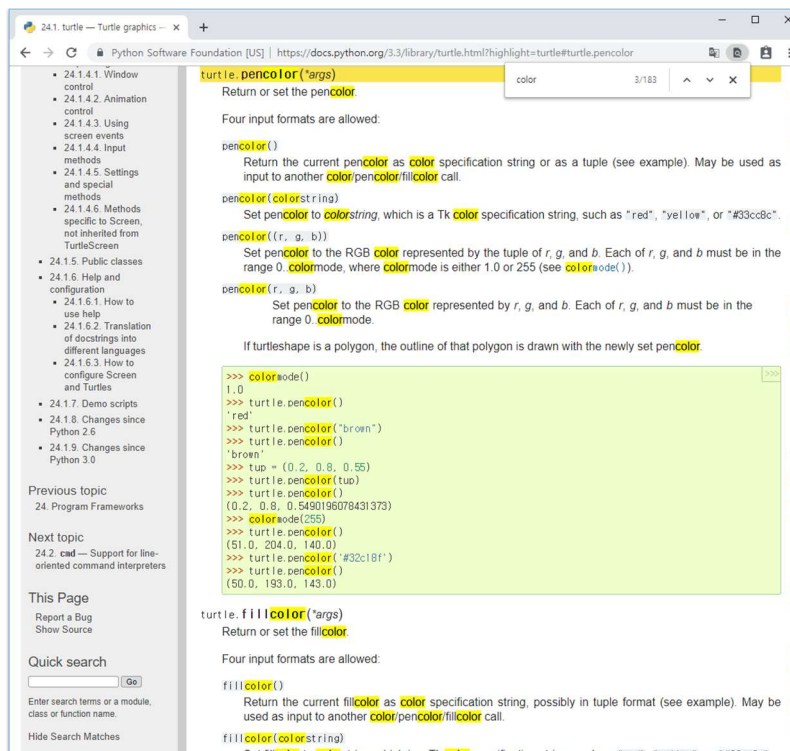 24.1. turtle — Turtle graphics —
Python Software Foundation [US] | https://docs.python.org/3.3/library/turtle.html?highlight=turtle#turtle.pencolor
color 3/183
24.1.4.1. Window
control
24.1.4.2. Animation
control
24.1.4.3. Using
screen events
24.1.4.4. Input
methods
24.1.4.5. Settings
and special
methods
24.1.4.6. Methods
specific to Screen,
not inherited from
TurtleScreen
24.1.5. Public classes
24.1.6. Help and
configuration
24.1.6.1. How to
use help
24.1.6.2. Translation
of docstrings into
different languages
24.1.6.3. How to
configure Screen
and Turtles
24.1.7. Demo scripts
24.1.8. Changes since
Python 2.6
24.1.9. Changes since
Python 3.0
Previous topic
24. Program Frameworks
Next topic
24.2. cmd — Support for line-
oriented command interpreters
This Page
Report a Bug
Show Source
Quick search
Go
Enter search terms or a module,
class or function name.
Hide Search Matches
turtle.pencolor(*args)
Return or set the pencolor.
Four input formats are allowed:
pencolor()
Return the current pencolor as color specification string or as a tuple (see example). May be used as
input to another color/pencolor/fillcolor call.
pencolor(colorstring)
Set pencolor to colorstring, which is a Tk color specification string, such as "red", "yellow", or "#33cc8c".
pencolor((r, g, b))
Set pencolor to the RGB color represented by the tuple of r, g, and b. Each of r, g, and b must be in the
range 0..colormode, where colormode is either 1.0 or 255 (see colormode()).
pencolor(r, g, b)
Set pencolor to the RGB color represented by r, g, and b. Each of r, g, and b must be in the
range 0..colormode.
If turtleshape is a polygon, the outline of that polygon is drawn with the newly set pencolor.
>>>
>>> colormode()
1.0
>>> turtle.pencolor()
'red'
>>> turtle.pencolor("brown")
>>> turtle.pencolor()
'brown'
>>> tup = (0.2, 0.8, 0.55)
>>> turtle.pencolor(tup)
>>> turtle.pencolor()
(0.2, 0.8, 0.5490196078431373)
>>> colormode(255)
>>> turtle.pencolor()
(51.0, 204.0, 140.0)
>>> turtle.pencolor('#32c18f')
>>> turtle.pencolor()
(50.0, 193.0, 143.0)
turtle.fillcolor(*args)
Return or set the fillcolor.
Four input formats are allowed:
fillcolor()
Return the current fillcolor as color specification string, possibly in tuple format (see example). May be
used as input to another color/pencolor/fillcolor call.
fillcolor(colorstring)